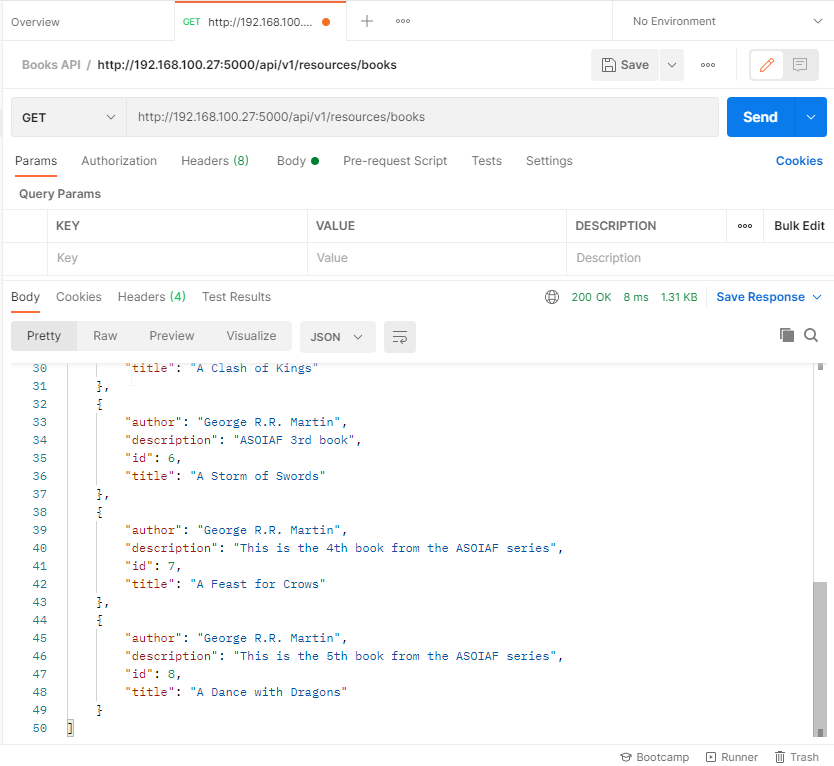 Overview
GET http://192.168.100....
No Environment
Books API / http://192.168.100.27:5000/api/v1/resources/books
Save
GET
http://192.168.100.27:5000/api/v1/resources/books
Send
Params Authorization Headers (8) Body Pre-request Script Tests Settings Cookies
Query Params
KEY VALUE DESCRIPTION Bulk Edit
Key Value Description
Body Cookies Headers (4) Test Results 200 OK 8 ms 1.31 KB Save Response
Pretty Raw Preview Visualize JSON
30 "title": "A Clash of Kings"
31 },
32 {
33 "author": "George R.R. Martin",
34 "description": "ASOIAF 3rd book",
35 "id": 6,
36 "title": "A Storm of Swords"
37 },
38 {
39 "author": "George R.R. Martin",
40 "description": "This is the 4th book from the ASOIAF series",
41 "id": 7,
42 "title": "A Feast for Crows"
43 },
44 {
45 "author": "George R.R. Martin",
46 "description": "This is the 5th book from the ASOIAF series",
47 "id": 8,
48 "title": "A Dance with Dragons"
49 }
50 ]
Bootcamp Runner Trash